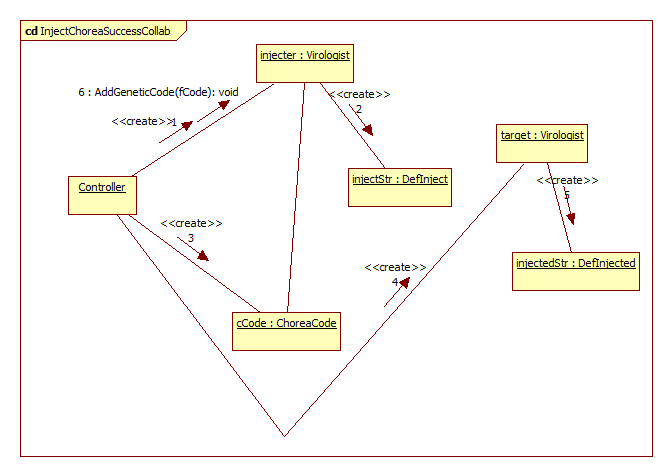 cd InjectChoreaSuccessCollab
injecter : Virologist
6 : AddGeneticCode(fCode): void
<<create>>
1
<<create>>
2
target : Virologist
injectStr : DefInject
<<create>>
5
Controller
<<create>>
3
injectedStr : DefInjected
<<create>>
4
cCode : ChoreaCode